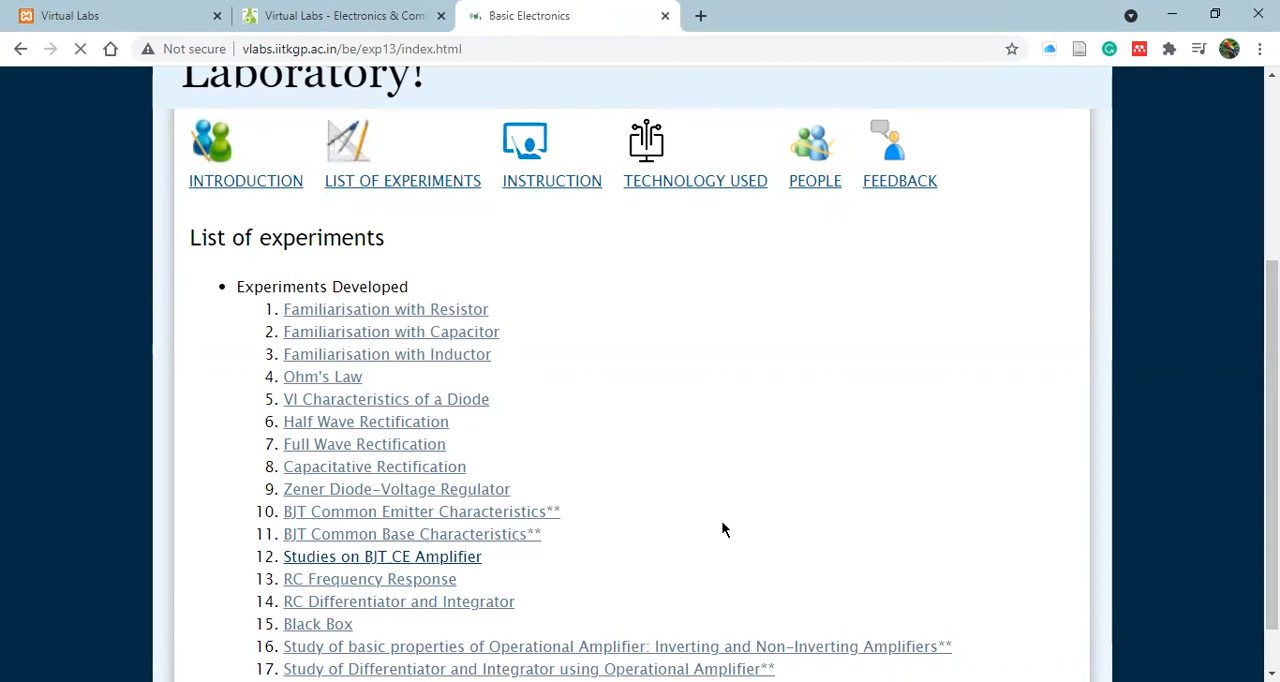 Virtual Labs
Virtual Labs - Electronics & Com
Basic Electronics
Not secure
vlabs.iitkgp.ac.in/be/exp13/index.html
Laboratory!
INTRODUCTION
LIST OF EXPERIMENTS
INSTRUCTION
TECHNOLOGY USED
PEOPLE
FEEDBACK
List of experiments
Experiments Developed
1. Familiarisation with Resistor
2. Familiarisation with Capacitor
3. Familiarisation with Inductor
4. Ohm's Law
5. VI Characteristics of a Diode
6. Half Wave Rectification
7. Full Wave Rectification
8. Capacitative Rectification
9. Zener Diode-Voltage Regulator
10. BJT Common Emitter Characteristics**
11. BJT Common Base Characteristics**
12. Studies on BJT CE Amplifier
13. RC Frequency Response
14. RC Differentiator and Integrator
15. Black Box
16. Study of basic properties of Operational Amplifier: Inverting and Non-Inverting Amplifiers**
17. Study of Differentiator and Integrator using Operational Amplifier**